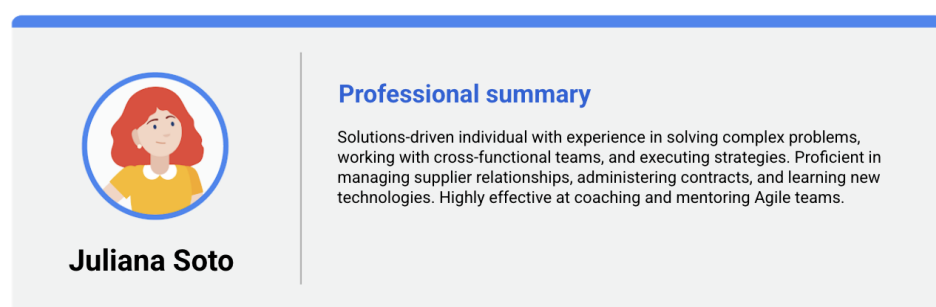 Professional summary
Solutions-driven individual with experience in solving complex problems,
working with cross-functional teams, and executing strategies. Proficient in
managing supplier relationships, administering contracts, and learning new
technologies. Highly effective at coaching and mentoring Agile teams.
Juliana Soto